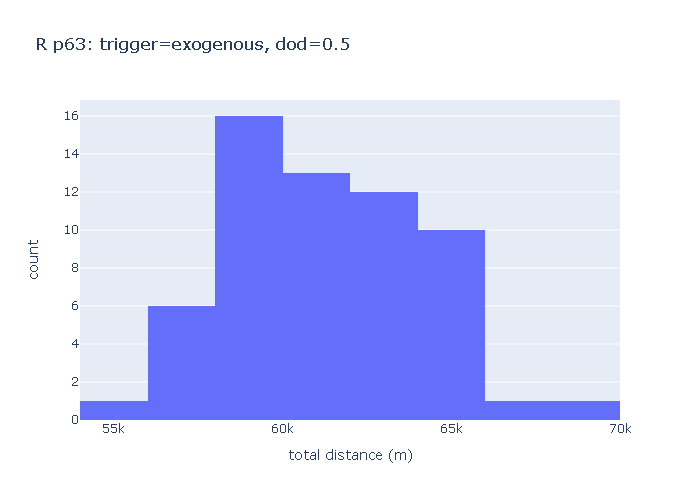 R p63: trigger=exogenous, dod=0.5
16
14
12
10
8
6
4
2
0
count
55k
60k
65k
70k
total distance (m)